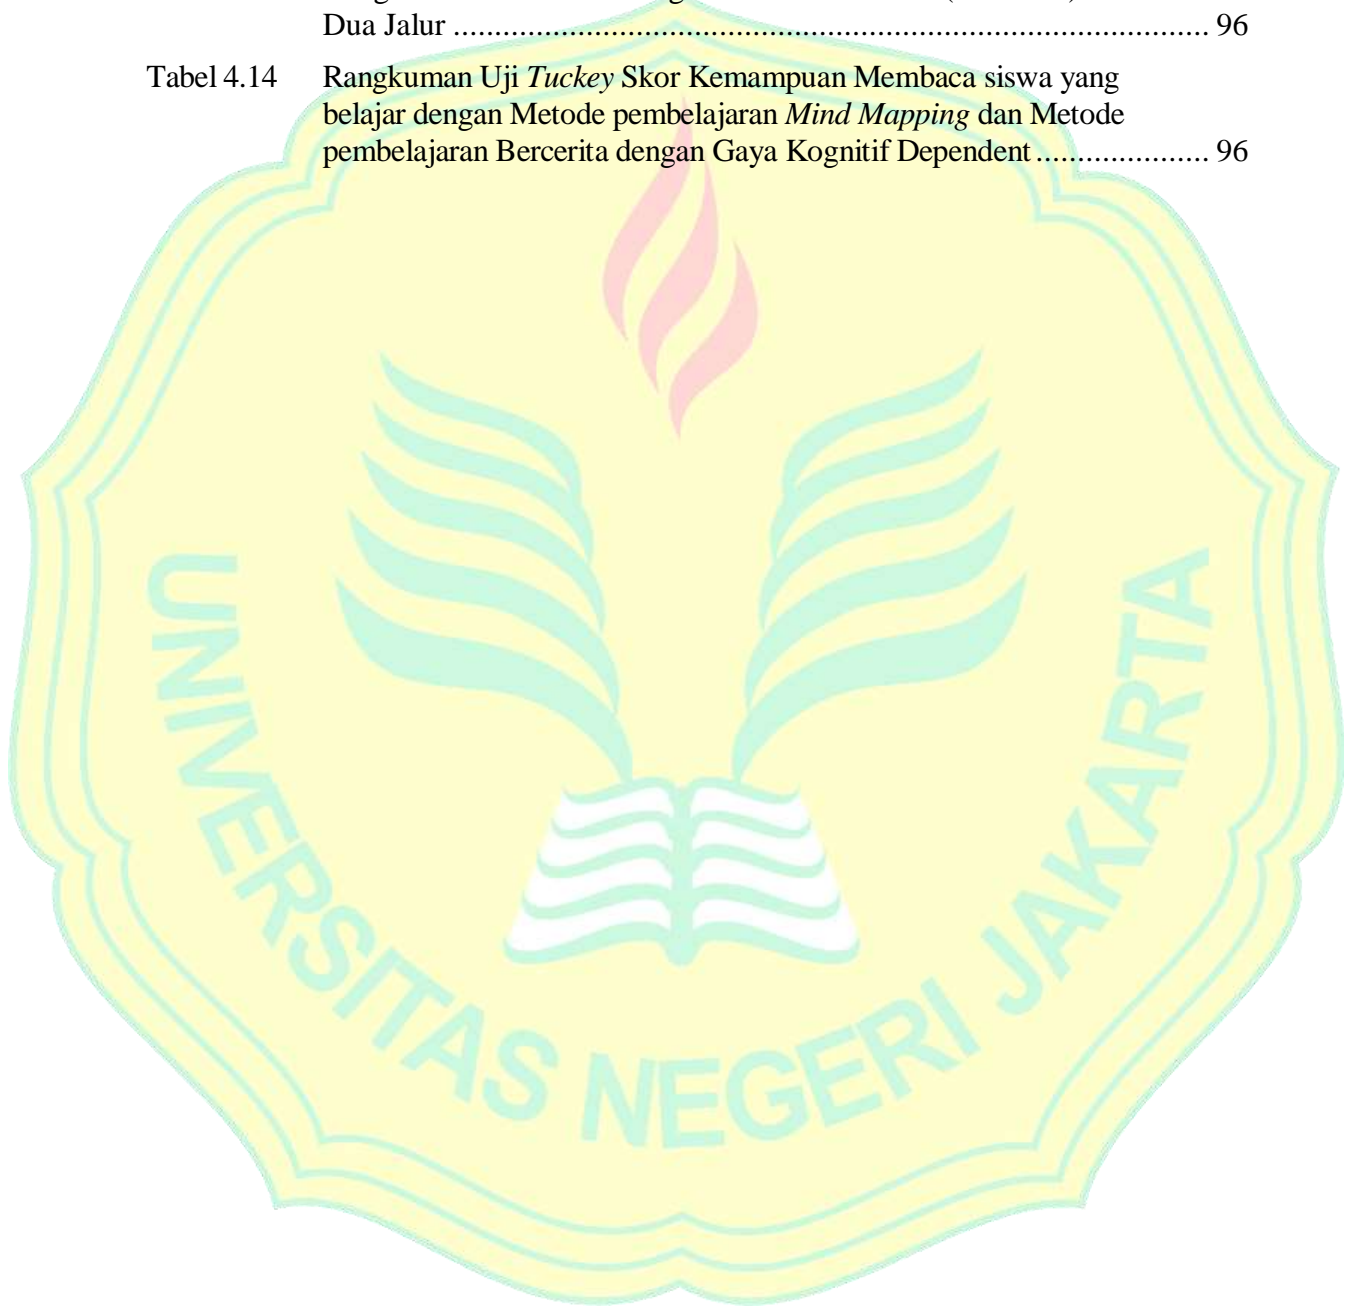 Dua Jalur ............................................................................................ 96
Tabel 4.14 Rangkuman Uji Tuckey Skor Kemampuan Membaca siswa yang
belajar dengan Metode pembelajaran Mind Mapping dan Metode
pembelajaran Bercerita dengan Gaya Kognitif Dependent ..................... 96
UNIVERSITAS NEGERI JAKARTA